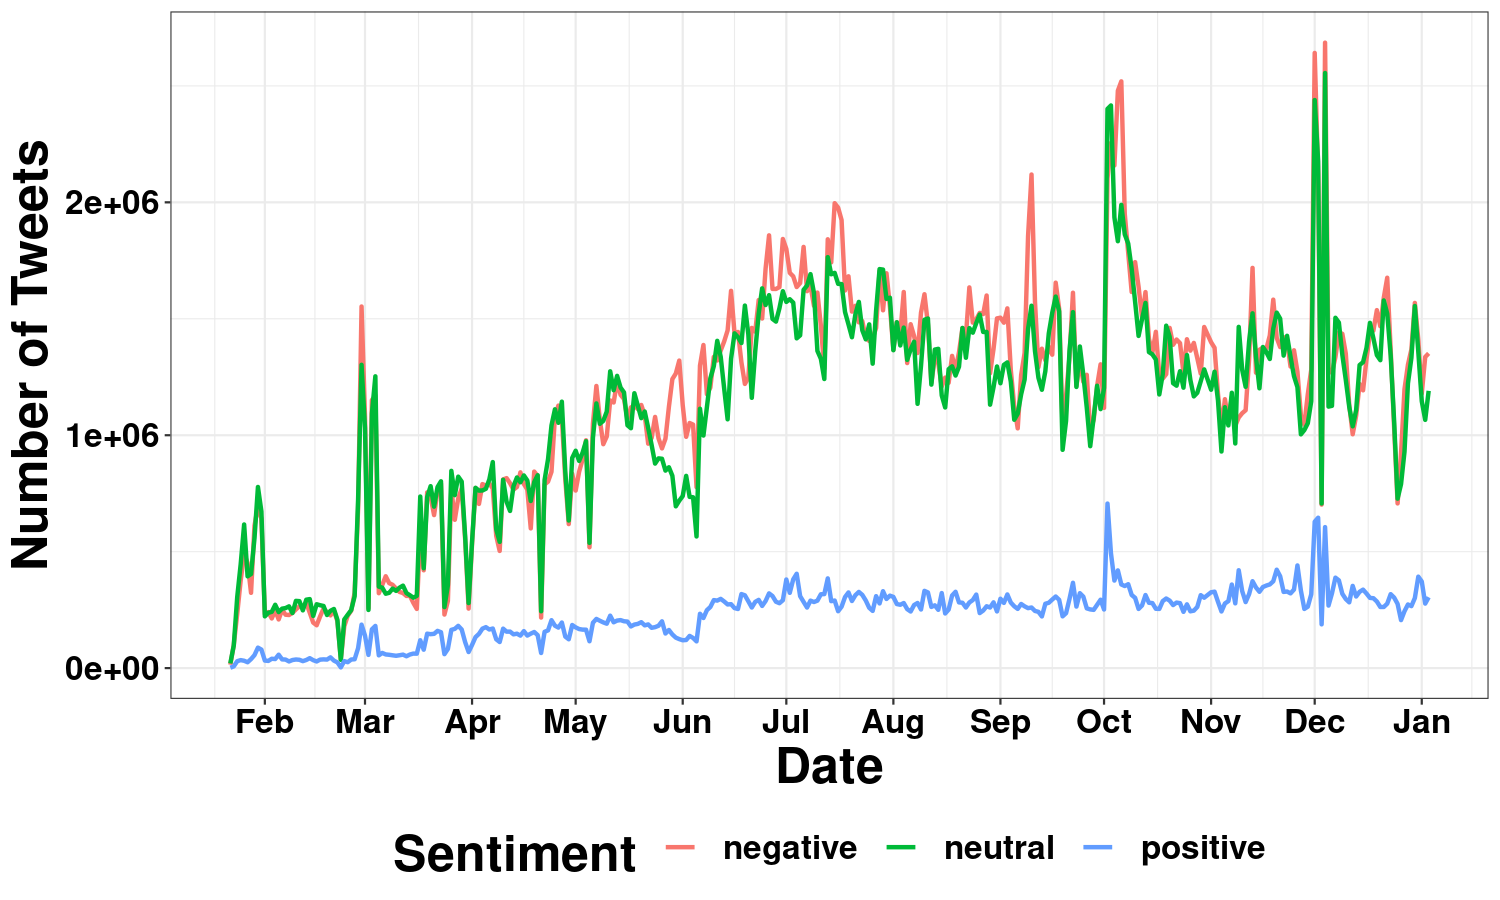 Number of Tweets
2e+06
1e+06
0e+00
Feb Mar Apr May Jun Jul Aug Sep Oct Nov Dec Jan
Date
Sentiment negative neutral positive